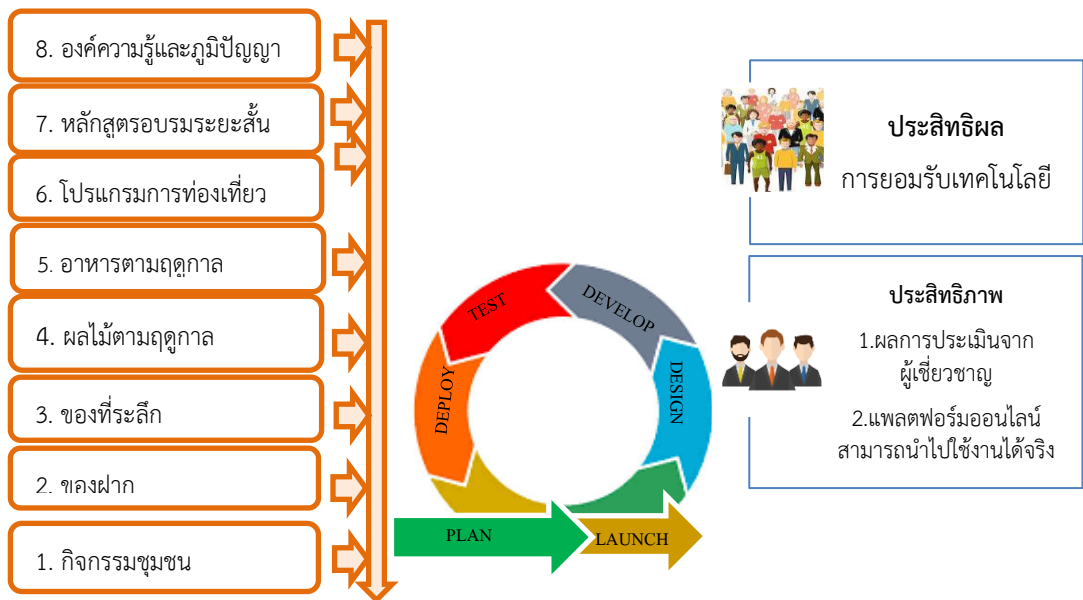 8. องค์ความรู้และภูมิปัญญา
7. หลักสูตรอบรมระยะสั้น
6. โปรแกรมการท่องเที่ยว
5. อาหารตามฤดูกาล
4. ผลไม้ตามฤดูกาล
3. ของที่ระลึก
2. ของฝาก
1. กิจกรรมชุมชน
TEST
DEVELOP
DESIGN
DEPLOY
PLAN
LAUNCH
ประสิทธิผล
การยอมรับเทคโนโลยี
ประสิทธิภาพ
1.ผลการประเมินจาก
ผู้เชี่ยวชาญ
2.แพลตฟอร์มออนไลน์
สามารถนำไปใช้งานได้จริง